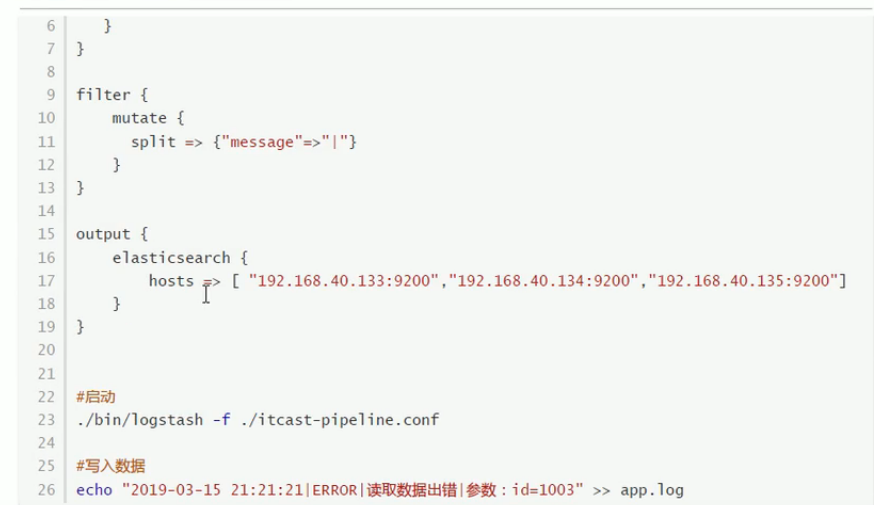 6 }
7 }
8
9 filter {
10 mutate {
11 split => {"message"=>"|"}
12 }
13 }
14
15 output {
16 elasticsearch {
17 hosts => [ "192.168.40.133:9200","192.168.40.134:9200","192.168.40.135:9200"]
18 }
19 }
20
21
22 #启动
23 ./bin/logstash -f ./itcast-pipeline.conf
24
25 #写入数据
26 echo "2019-03-15 21:21:21|ERROR|读取数据出错|参数：id=1003" >> app.log